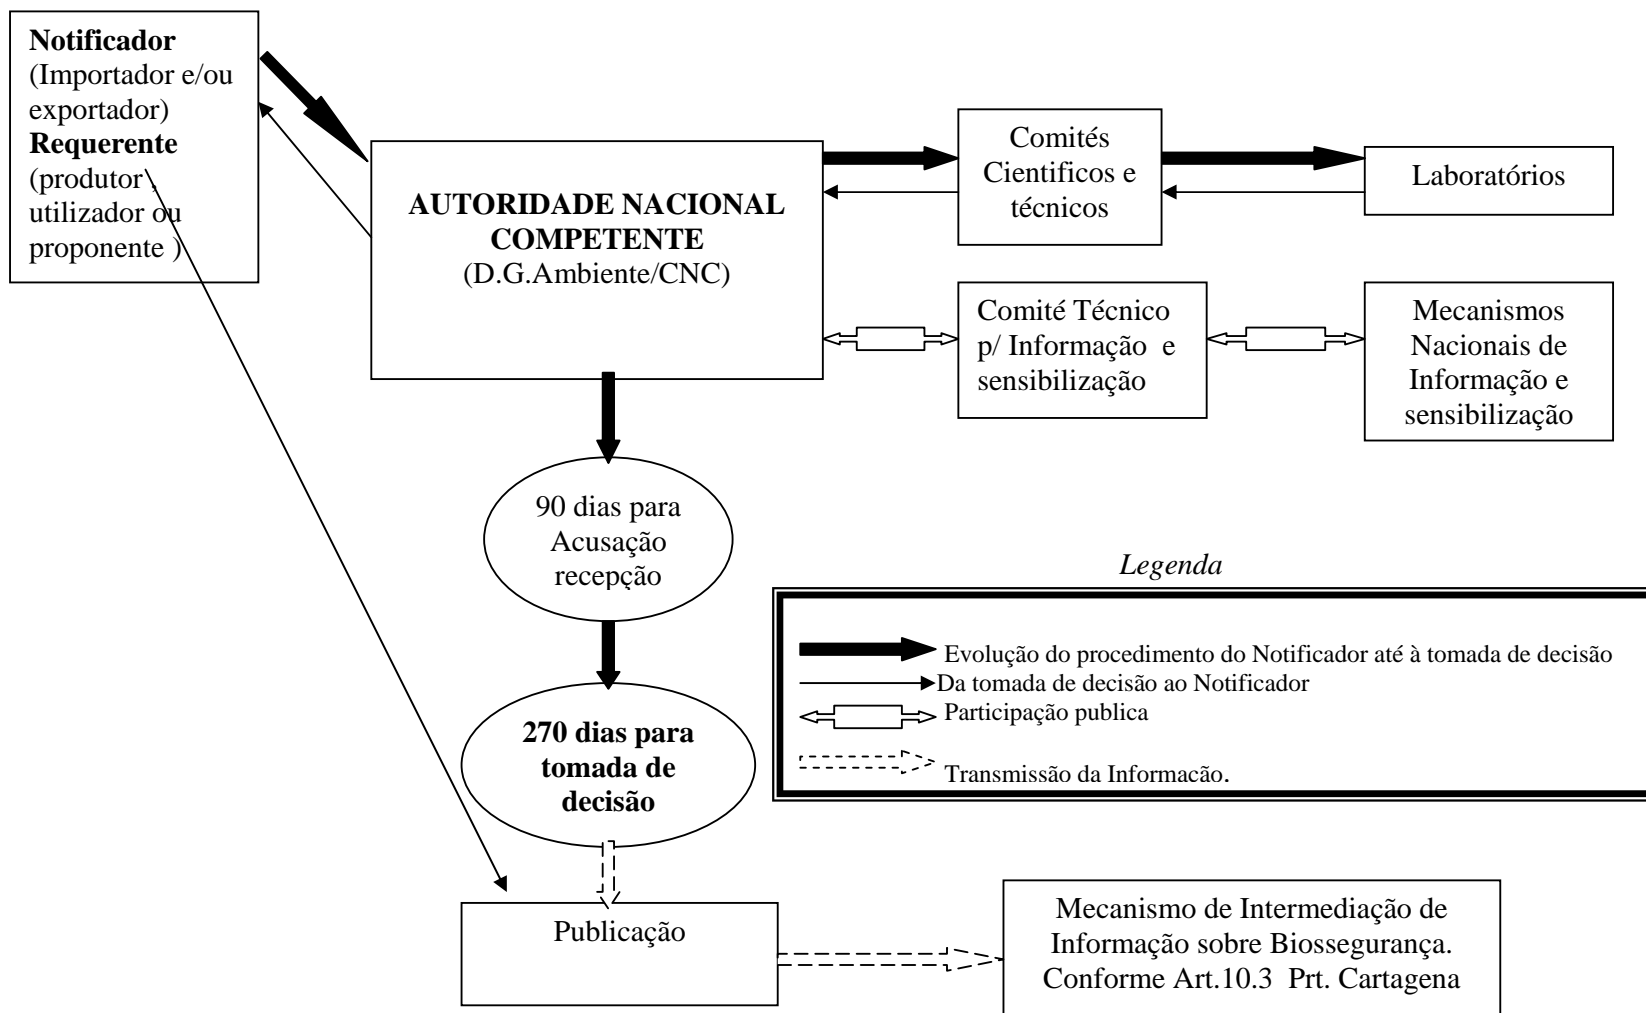 Notificador
(Importador e/ou
exportador)
Requerente
(produtor ,
utilizador ou
proponente )
AUTORIDADE NACIONAL
COMPETENTE
(D.G.Ambiente/CNC)
Comités
Cientificos e
técnicos
Laboratórios
Comité Técnico
p/ Informação e
sensibilização
Mecanismos
Nacionais de
Informação e
sensibilização
90 dias para
Acusação
recepção
Legenda
Evolução do procedimento do Notificador até à tomada de decisão
Da tomada de decisão ao Notificador
Participação publica
Transmissão da Informacão.
270 dias para
tomada de
decisão
Publicação
Mecanismo de Intermediação de
Informação sobre Biossegurança.
Conforme Art.10.3 Prt. Cartagena